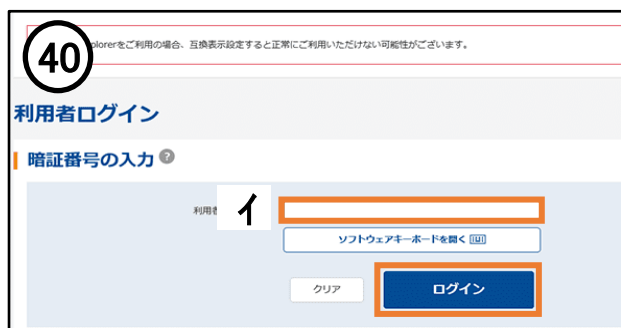 40
plorerをご利用の場合、互換表示設定すると正常にご利用いただけない可能性がございます。
利用者ログイン
暗証番号の入力 ?
利用者
イ
ソフトウェアキーボードを開く
クリア
ログイン